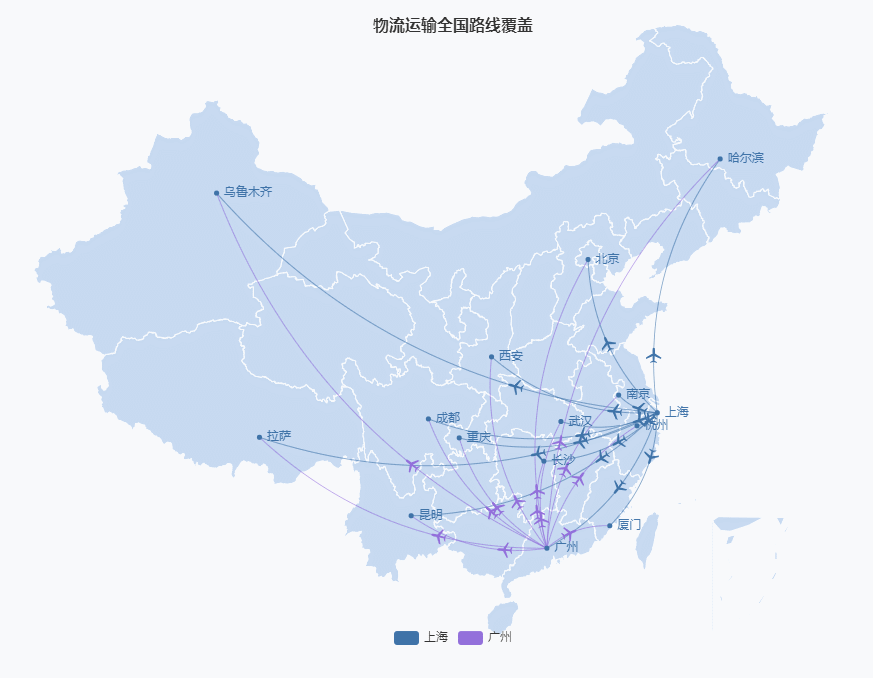 物流运输全国路线覆盖
哈尔滨
乌鲁木齐
北京
西安
南京
上海
成都
武汉
杭州
拉萨
重庆
长沙
昆明
厦门
广州
上海
广州